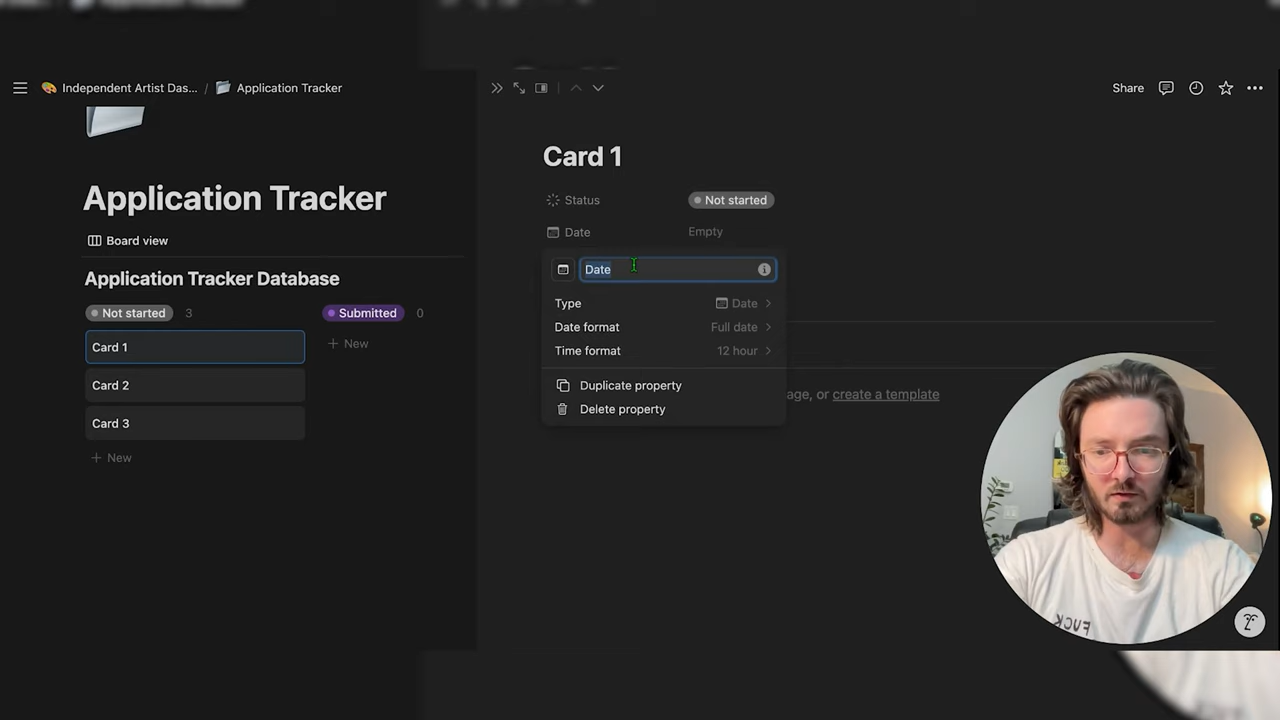 Independent Artist Das... / Application Tracker
Share
Application Tracker
Board view
Application Tracker Database
Not started 3
Submitted 0
Card 1
+ New
Card 2
Card 3
+ New
Card 1
Status Not started
Date Empty
Date
Type Date
Date format Full date
Time format 12 hour
Duplicate property
Delete property
age, or create a template
FUCK